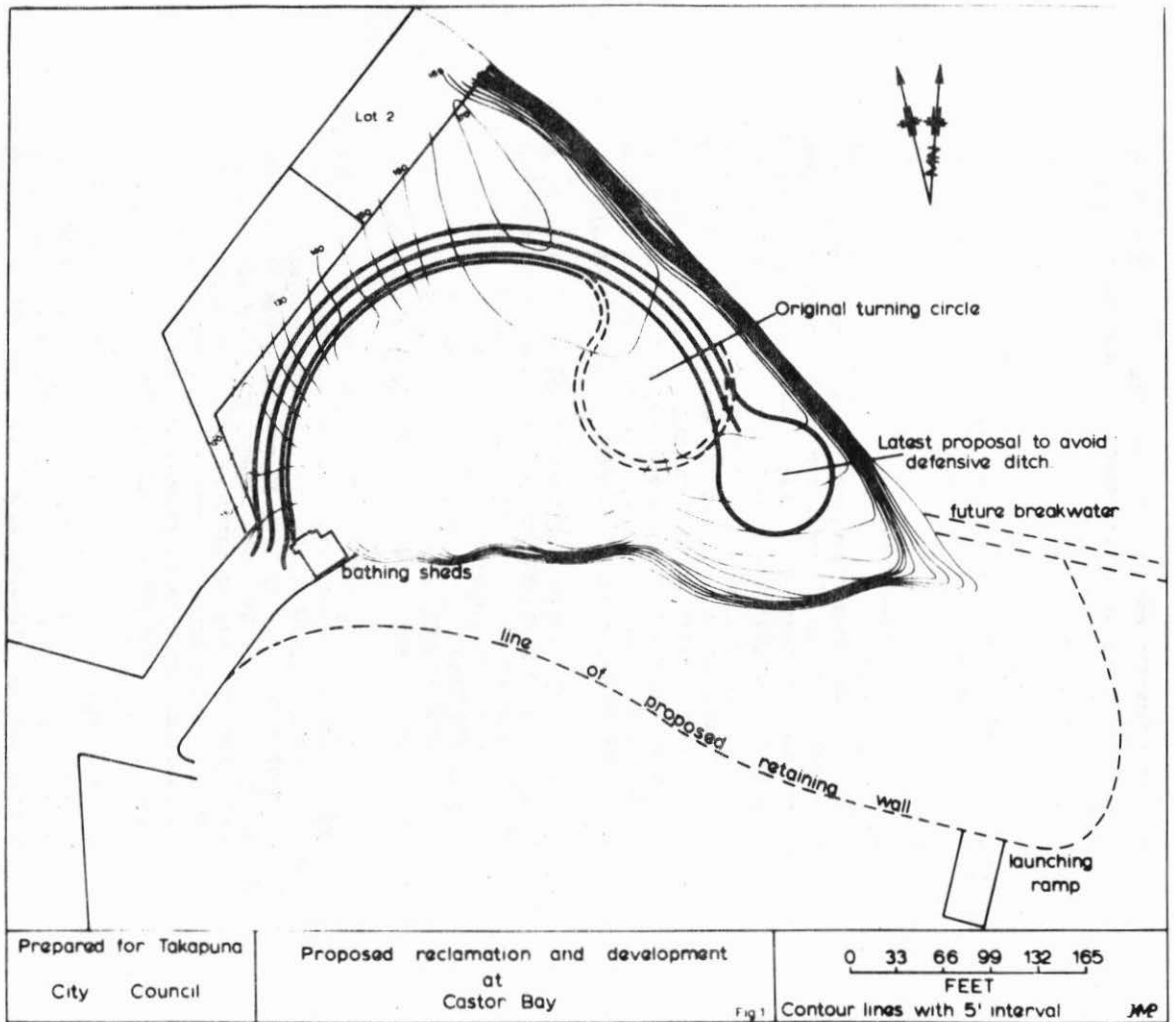 Lot 2
MN
Original turning circle
Latest proposal to avoid
defensive ditch.
future breakwater
bathing sheds
line of proposed retaining wall
launching
ramp
130
Prepared for Takapuna
City Council
Proposed reclamation and development
at
Castor Bay
Fig 1
0 33 66 99 132 165
FEET
Contour lines with 5' interval